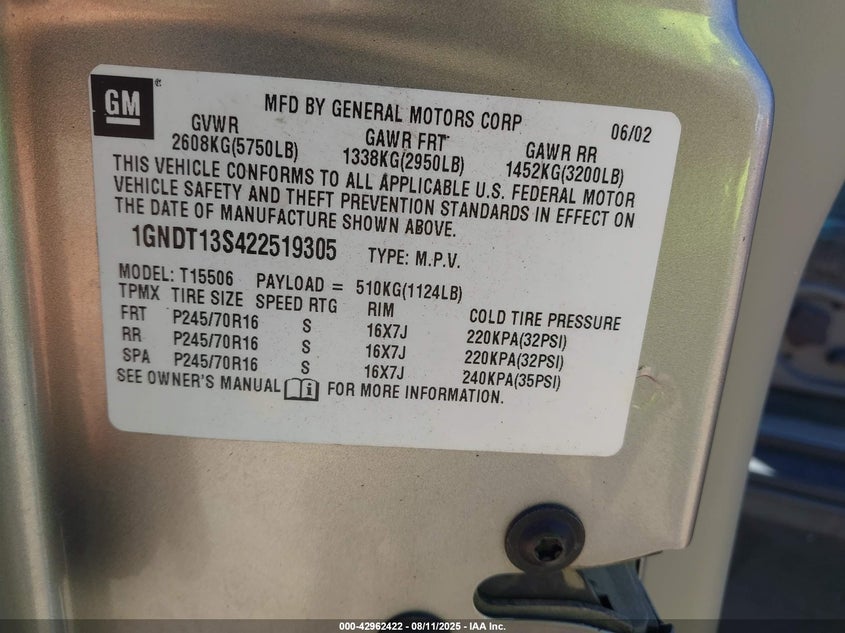 GM
MFD BY GENERAL MOTORS CORP 06/02
GVWR GAWR FRT GAWR RR
2608KG(5750LB) 1338KG(2950LB) 1452KG(3200LB)
THIS VEHICLE CONFORMS TO ALL APPLICABLE U.S. FEDERAL MOTOR
VEHICLE SAFETY AND THEFT PREVENTION STANDARDS IN EFFECT ON
THE DATE OF MANUFACTURE SHOWN ABOVE.
1GNDT13S422519305 TYPE: M.P.V.
MODEL: T15506 PAYLOAD = 510KG(1124LB)
TPMX TIRE SIZE SPEED RTG RIM COLD TIRE PRESSURE
FRT P245/70R16 S 16X7J 220KPA(32PSI)
RR P245/70R16 S 16X7J 220KPA(32PSI)
SPA P245/70R16 S 16X7J 240KPA(35PSI)
SEE OWNER'S MANUAL FOR MORE INFORMATION.
000-42962422 - 08/11/2025 - IAA Inc.